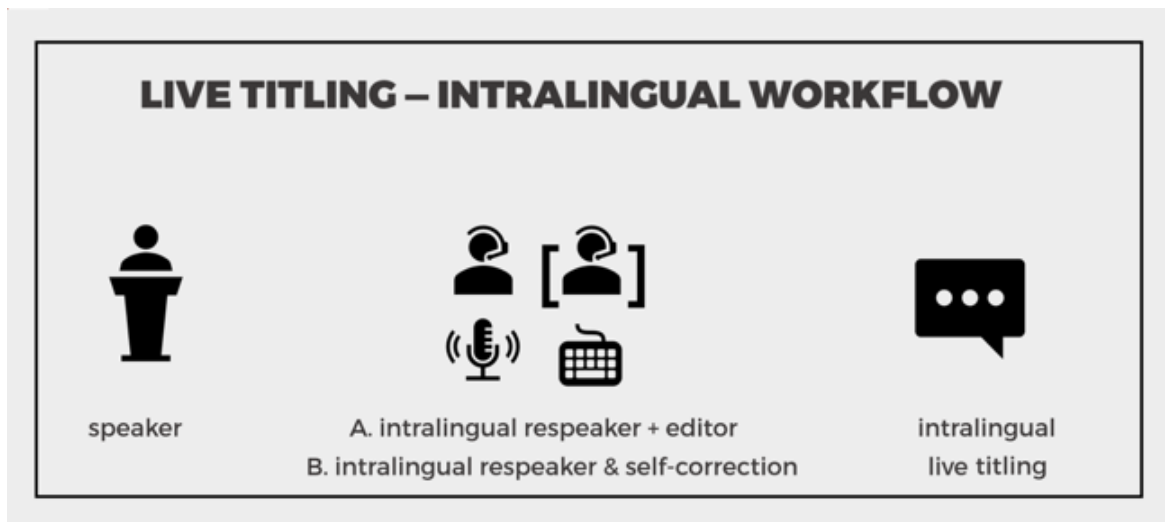 LIVE TITLING – INTRALINGUAL WORKFLOW
speaker
A. intralingual respeaker + editor
B. intralingual respeaker & self-correction
intralingual
live titling